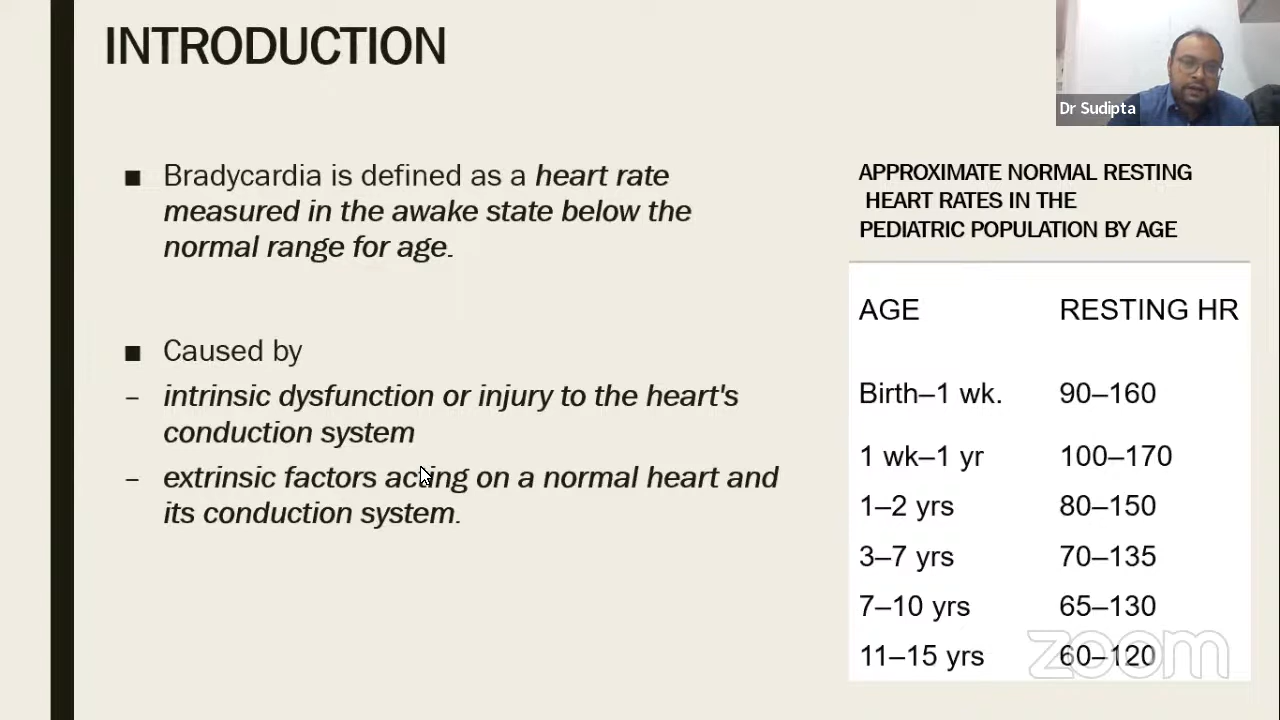 INTRODUCTION
Dr Sudipta
■ Bradycardia is defined as a heart rate
measured in the awake state below the
normal range for age.
■ Caused by
– intrinsic dysfunction or injury to the heart's
conduction system
– extrinsic factors acting on a normal heart and
its conduction system.
APPROXIMATE NORMAL RESTING
HEART RATES IN THE
PEDIATRIC POPULATION BY AGE
AGE RESTING HR
Birth–1 wk. 90–160
1 wk–1 yr 100–170
1–2 yrs 80–150
3–7 yrs 70–135
7–10 yrs 65–130
11–15 yrs 60–120
zoom